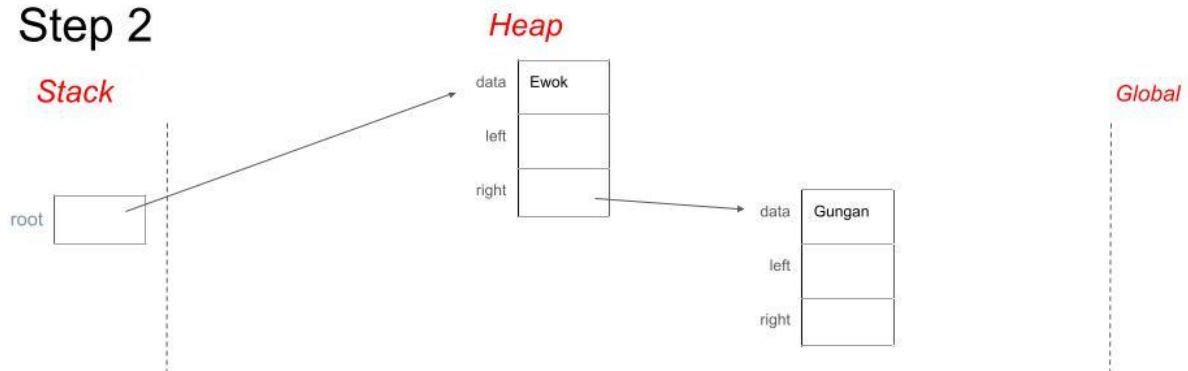 Step 2
Heap
Stack
Global
data Ewok
left
right
root
data Gungan
left
right